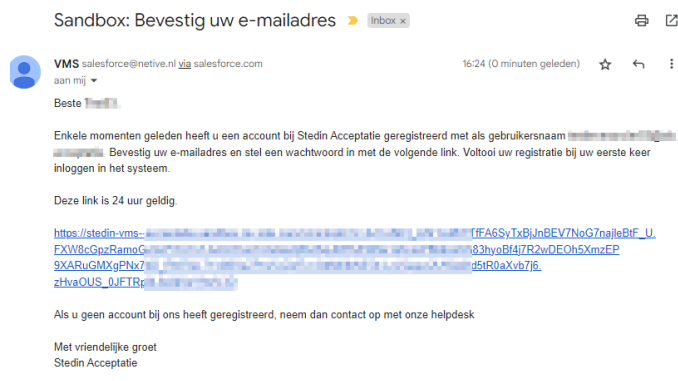 Sandbox: Bevestig uw e-mailadres Inbox ×
VMS salesforce@netive.nl via salesforce.com 16:24 (0 minuten geleden)
aan mij
Beste
Enkele momenten geleden heeft u een account bij Stedin Acceptatie geregistreerd met als gebruikersnaam
. Bevestig uw e-mailadres en stel een wachtwoord in met de volgende link. Voltooi uw registratie bij uw eerste keer
inloggen in het systeem.
Deze link is 24 uur geldig.
https://stedin-vms-- TfFA6SyTxBjJnBEV7NoG7najleBtF_U.
FXW8cGpzRamoG 83hyoBf4j7R2wDEOh5XmzEP
9XARuGMXgPNx7 d5tR0aXvb7j6.
zHvaOUS_0JFTRp
Als u geen account bij ons heeft geregistreerd, neem dan contact op met onze helpdesk
Met vriendelijke groet
Stedin Acceptatie